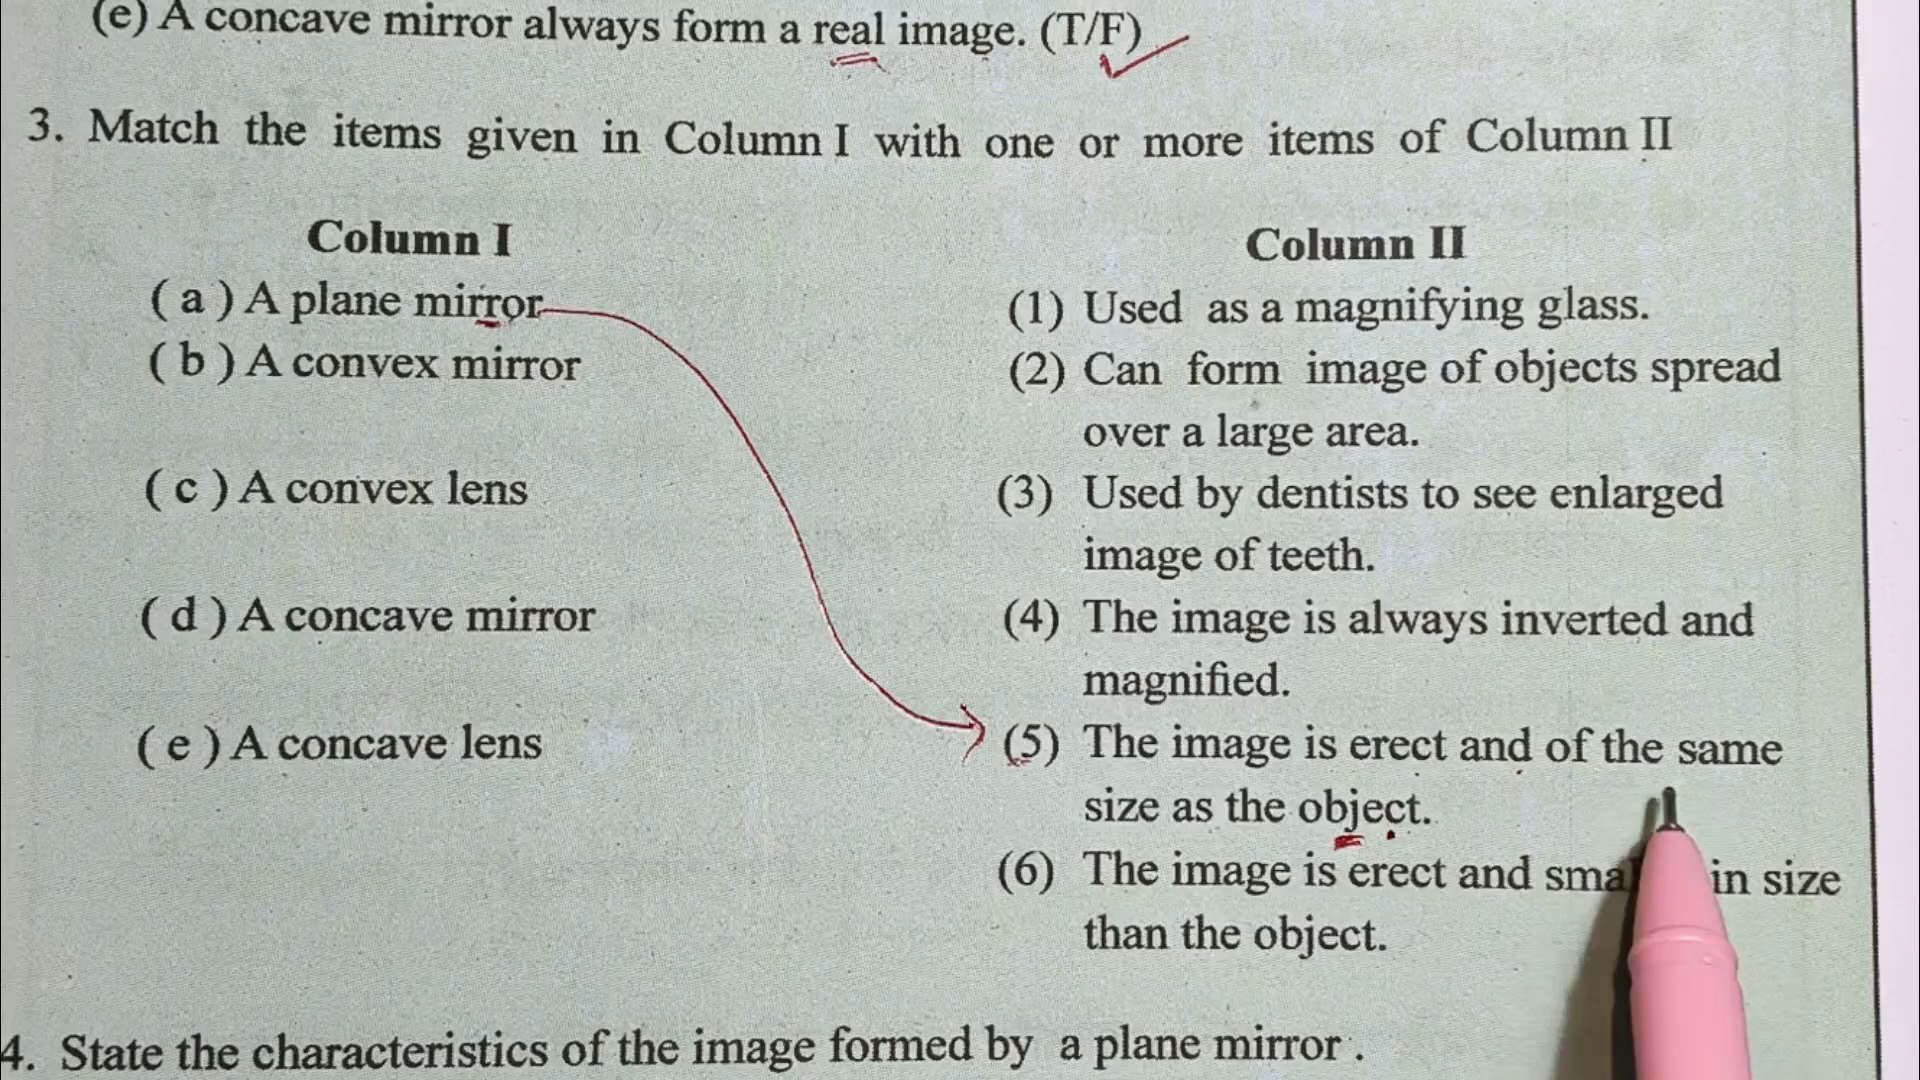 (e) A concave mirror always form a real image. (T/F)
3. Match the items given in Column I with one or more items of Column II
Column I
Column II
( a ) A plane mirror
(1) Used as a magnifying glass.
( b ) A convex mirror
(2) Can form image of objects spread
over a large area.
( c ) A convex lens
(3) Used by dentists to see enlarged
image of teeth.
( d ) A concave mirror
(4) The image is always inverted and
magnified.
( e ) A concave lens
(5) The image is erect and of the same
size as the object.
(6) The image is erect and in size
than the object.
4. State the characteristics of the image formed by a plane mirror .